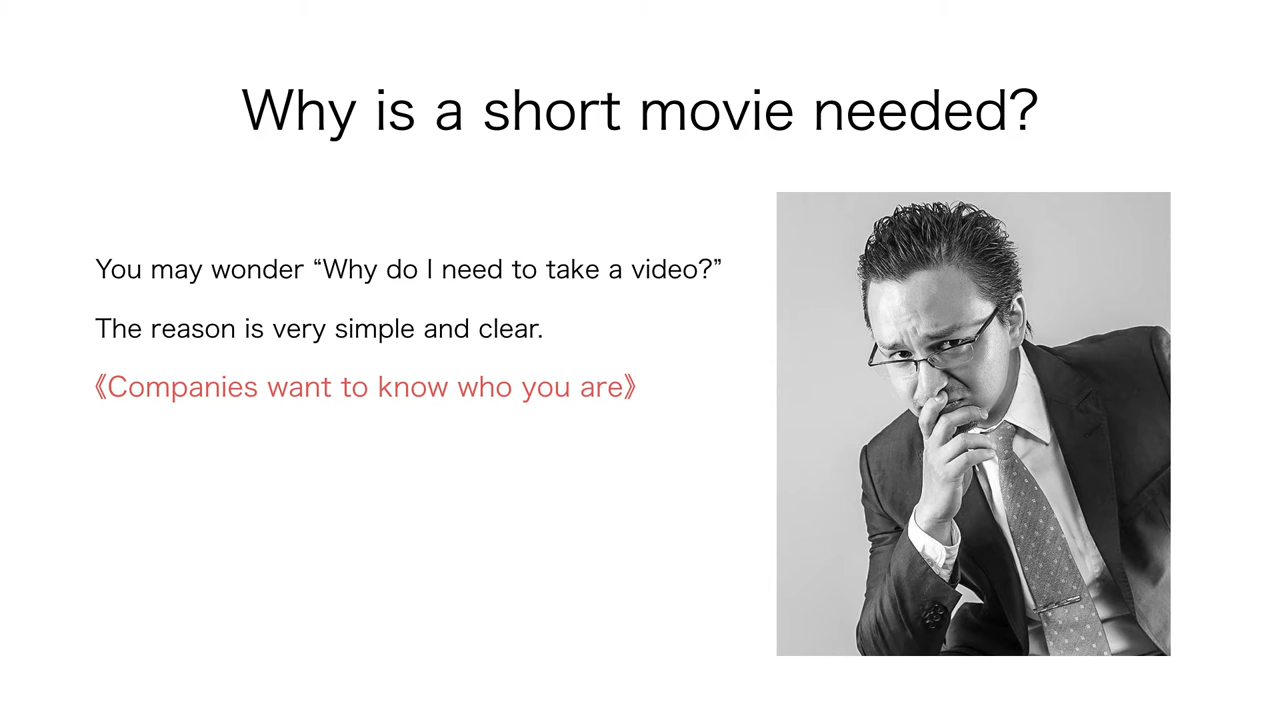 Why is a short movie needed?
You may wonder “Why do I need to take a video?”
The reason is very simple and clear.
《Companies want to know who you are》